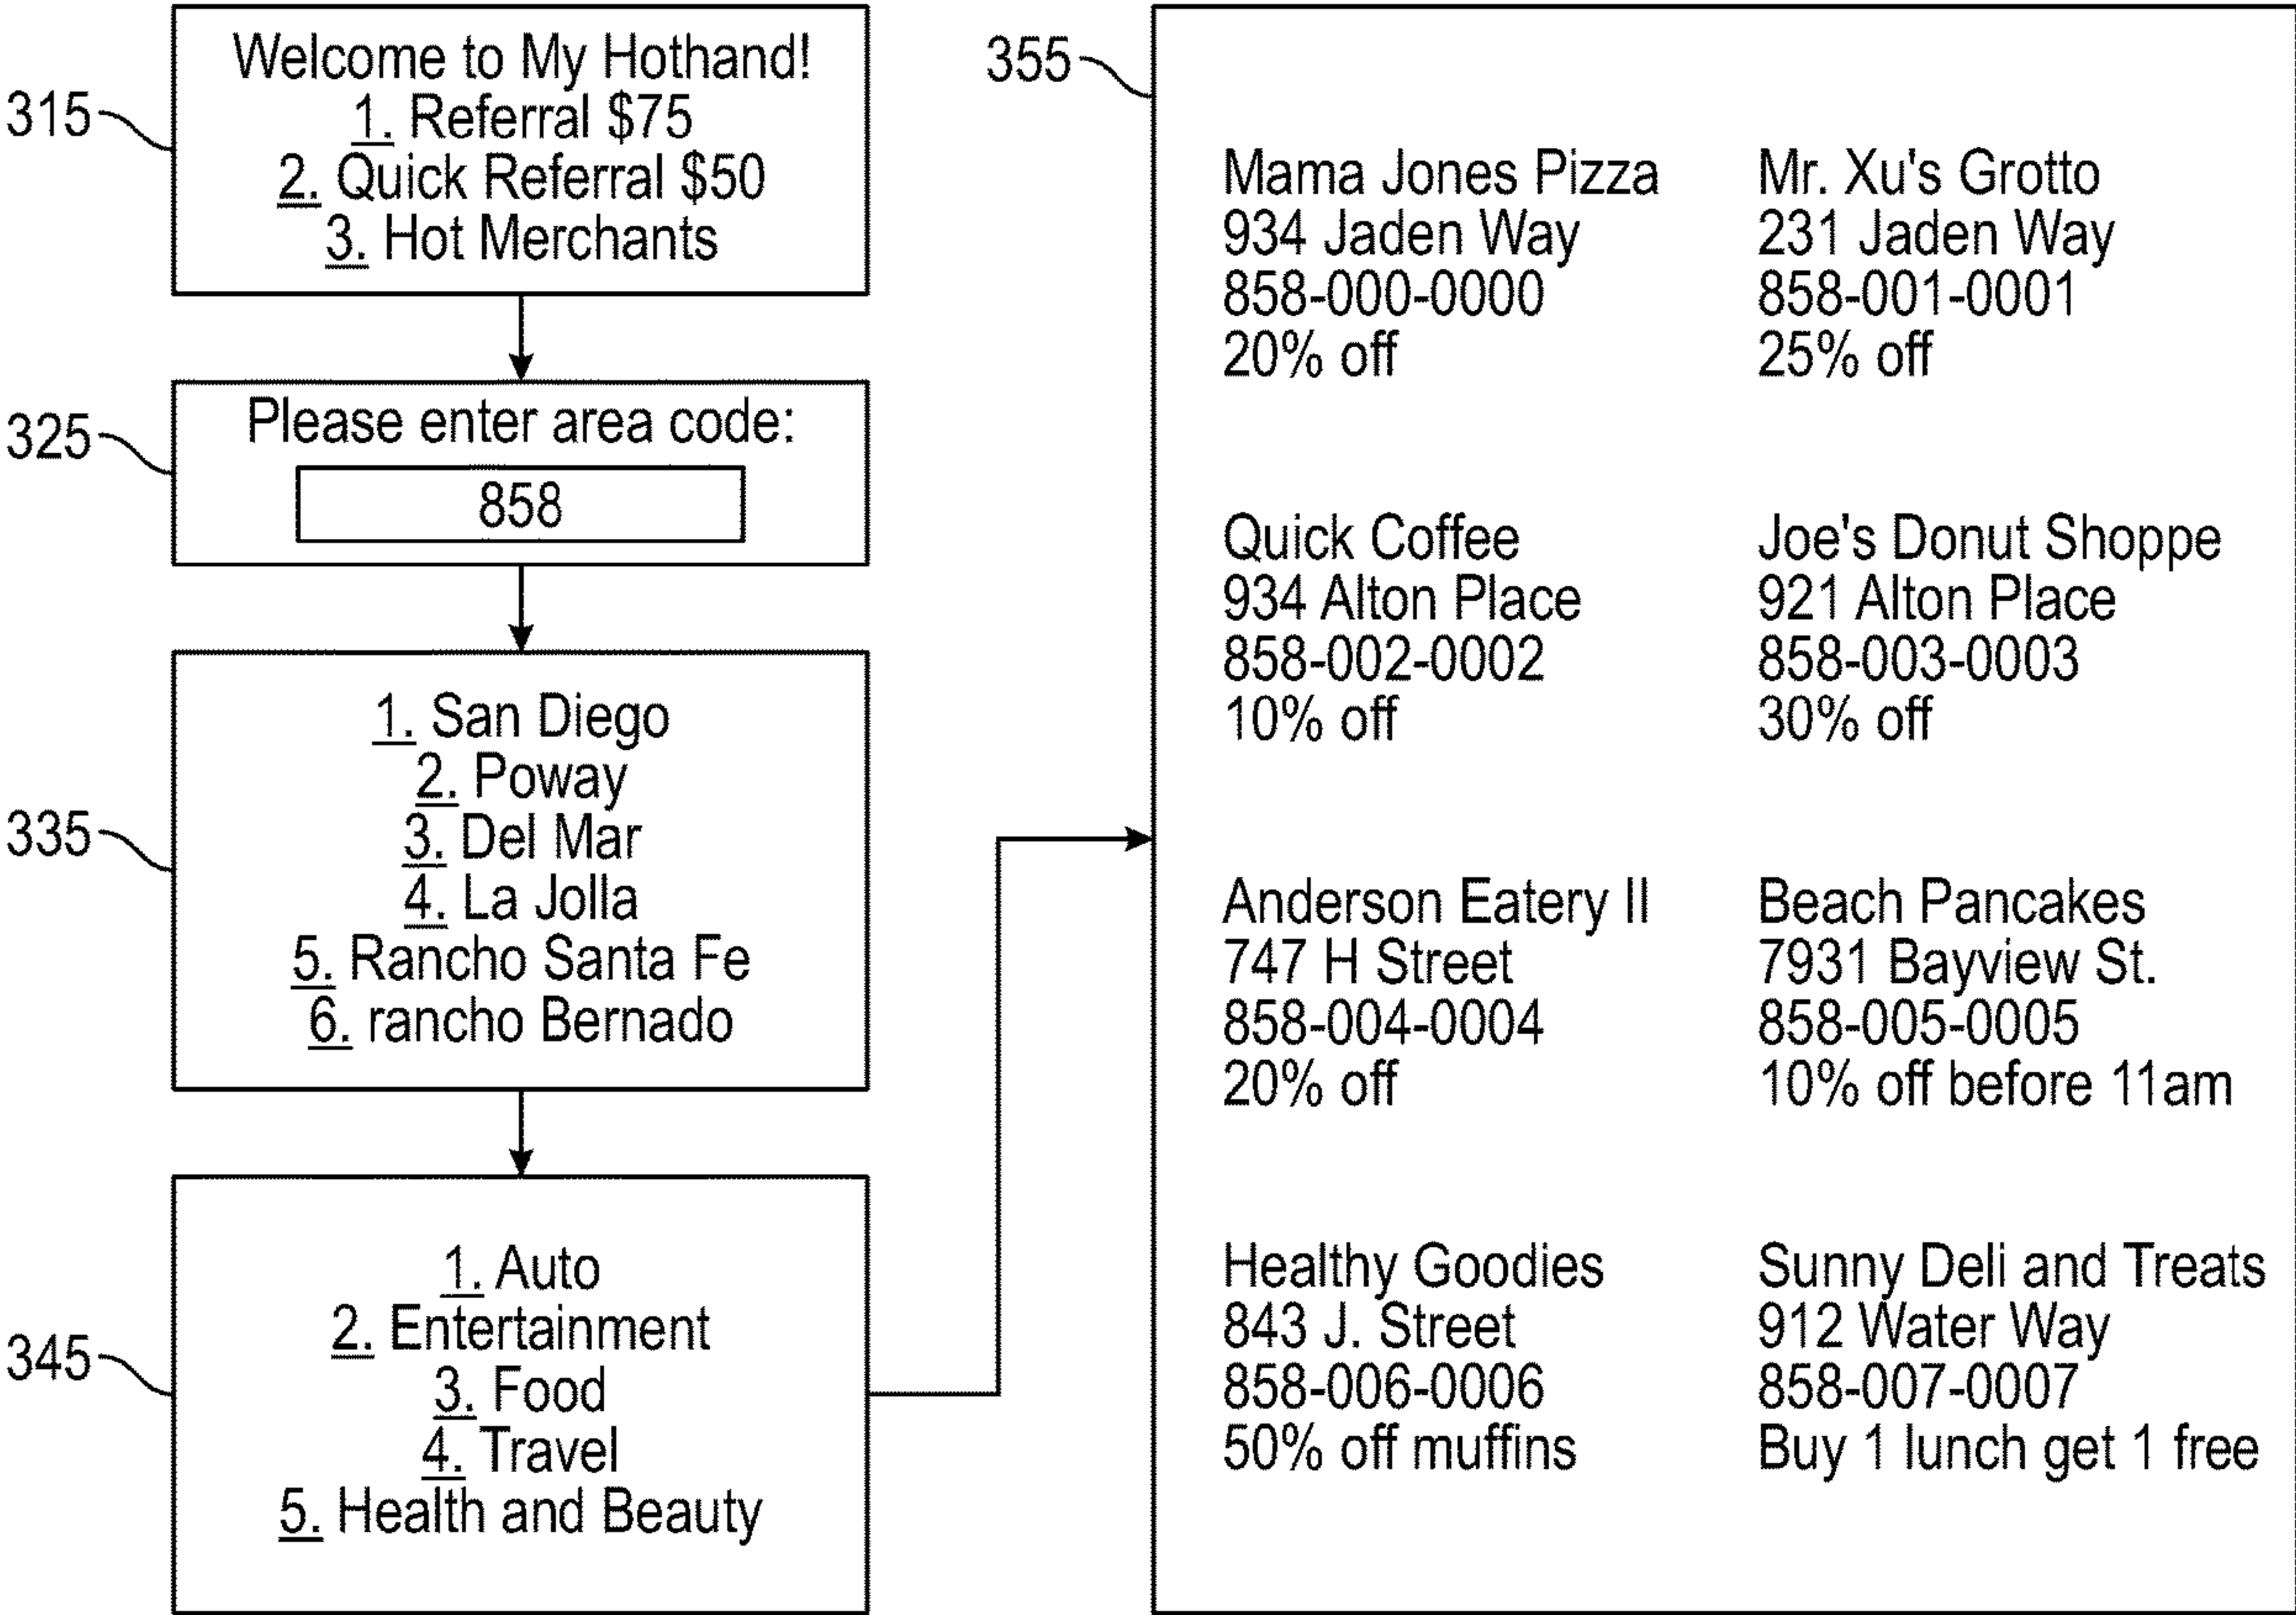 315
Welcome to My Hothand!
1. Referral $75
2. Quick Referral $50
3. Hot Merchants
325
Please enter area code:
858
335
1. San Diego
2. Poway
3. Del Mar
4. La Jolla
5. Rancho Santa Fe
6. rancho Bernado
345
1. Auto
2. Entertainment
3. Food
4. Travel
5. Health and Beauty
355
Mama Jones Pizza
934 Jaden Way
858-000-0000
20% off
Mr. Xu's Grotto
231 Jaden Way
858-001-0001
25% off
Quick Coffee
934 Alton Place
858-002-0002
10% off
Joe's Donut Shoppe
921 Alton Place
858-003-0003
30% off
Anderson Eatery II
747 H Street
858-004-0004
20% off
Beach Pancakes
7931 Bayview St.
858-005-0005
10% off before 11am
Healthy Goodies
843 J. Street
858-006-0006
50% off muffins
Sunny Deli and Treats
912 Water Way
858-007-0007
Buy 1 lunch get 1 free